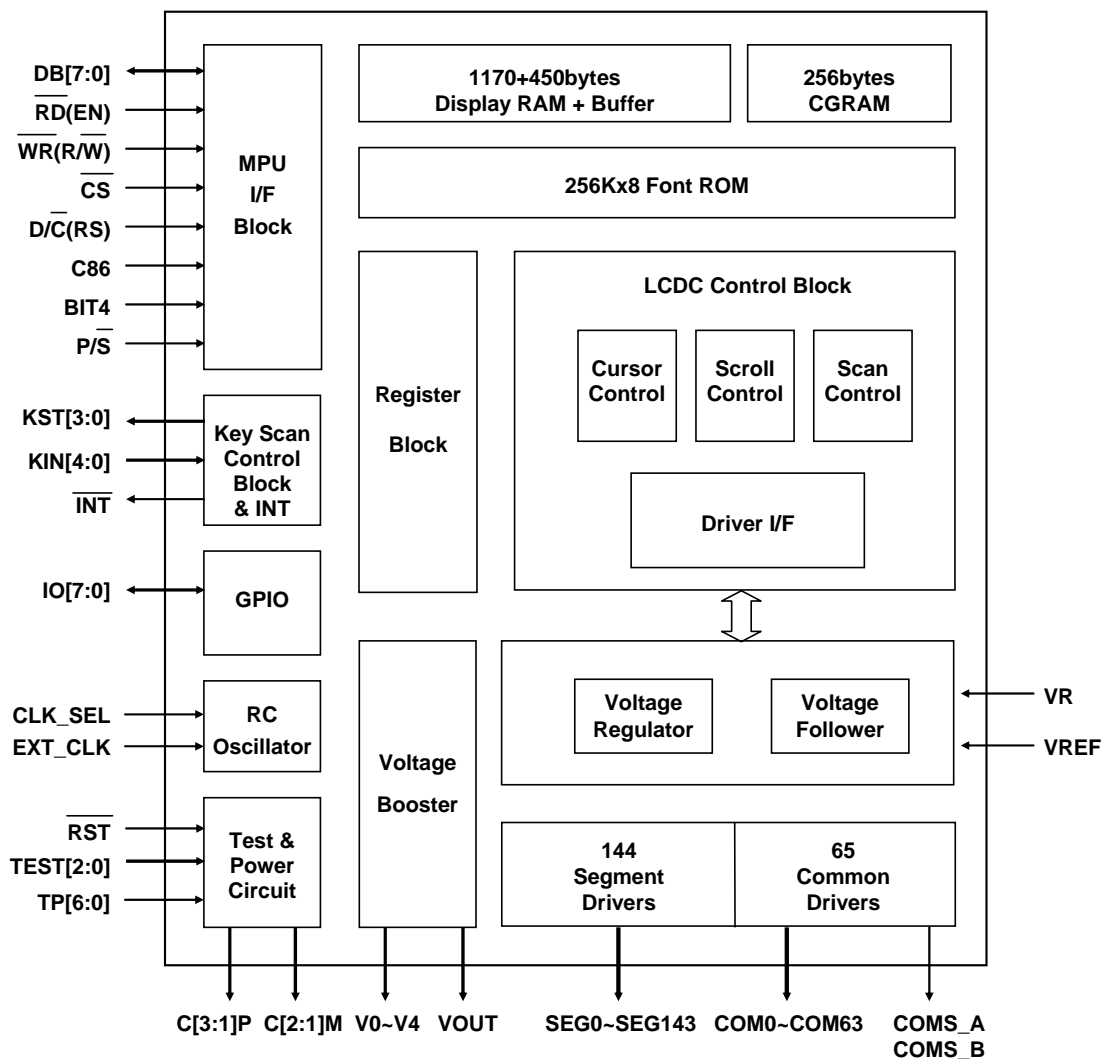 DB[7:0]
RD(EN)
WR(R/W)
CS
D/C(RS)
C86
BIT4
P/S
MPU
I/F
Block
1170+450bytes
Display RAM + Buffer
256bytes
CGRAM
256Kx8 Font ROM
KST[3:0]
KIN[4:0]
INT
Key Scan
Control
Block
& INT
Register
Block
LCDC Control Block
Cursor
Control
Scroll
Control
Scan
Control
Driver I/F
IO[7:0]
GPIO
CLK_SEL
EXT_CLK
RC
Oscillator
Voltage
Booster
Voltage
Regulator
Voltage
Follower
VR
VREF
RST
TEST[2:0]
TP[6:0]
Test &
Power
Circuit
144
Segment
Drivers
65
Common
Drivers
C[3:1]P
C[2:1]M
V0~V4
VOUT
SEG0~SEG143
COM0~COM63
COMS_A
COMS_B